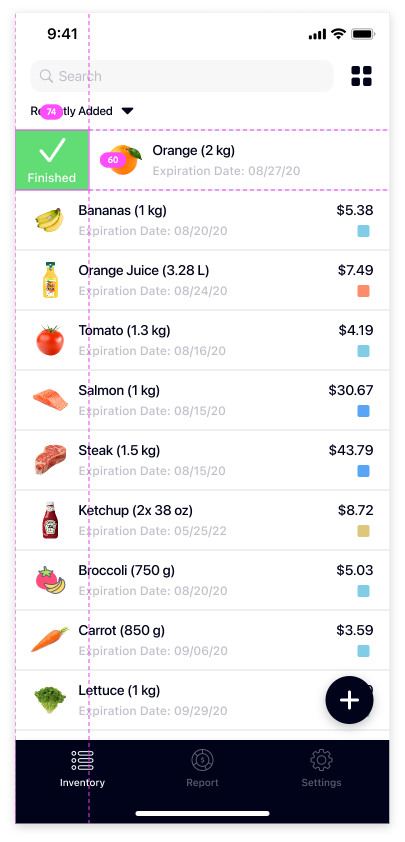 9:41
Search
74
Recently Added
Finished
60
Orange (2 kg)
Expiration Date: 08/27/20
Bananas (1 kg)
$5.38
Expiration Date: 08/20/20
Orange Juice (3.28 L)
$7.49
Expiration Date: 08/24/20
Tomato (1.3 kg)
$4.19
Expiration Date: 08/16/20
Salmon (1 kg)
$30.67
Expiration Date: 08/15/20
Steak (1.5 kg)
$43.79
Expiration Date: 08/15/20
Ketchup (2x 38 oz)
$8.72
Expiration Date: 05/25/22
Broccoli (750 g)
$5.03
Expiration Date: 08/20/20
Carrot (850 g)
$3.59
Expiration Date: 09/06/20
Lettuce (1 kg)
Expiration Date: 09/29/20
Inventory
Report
Settings